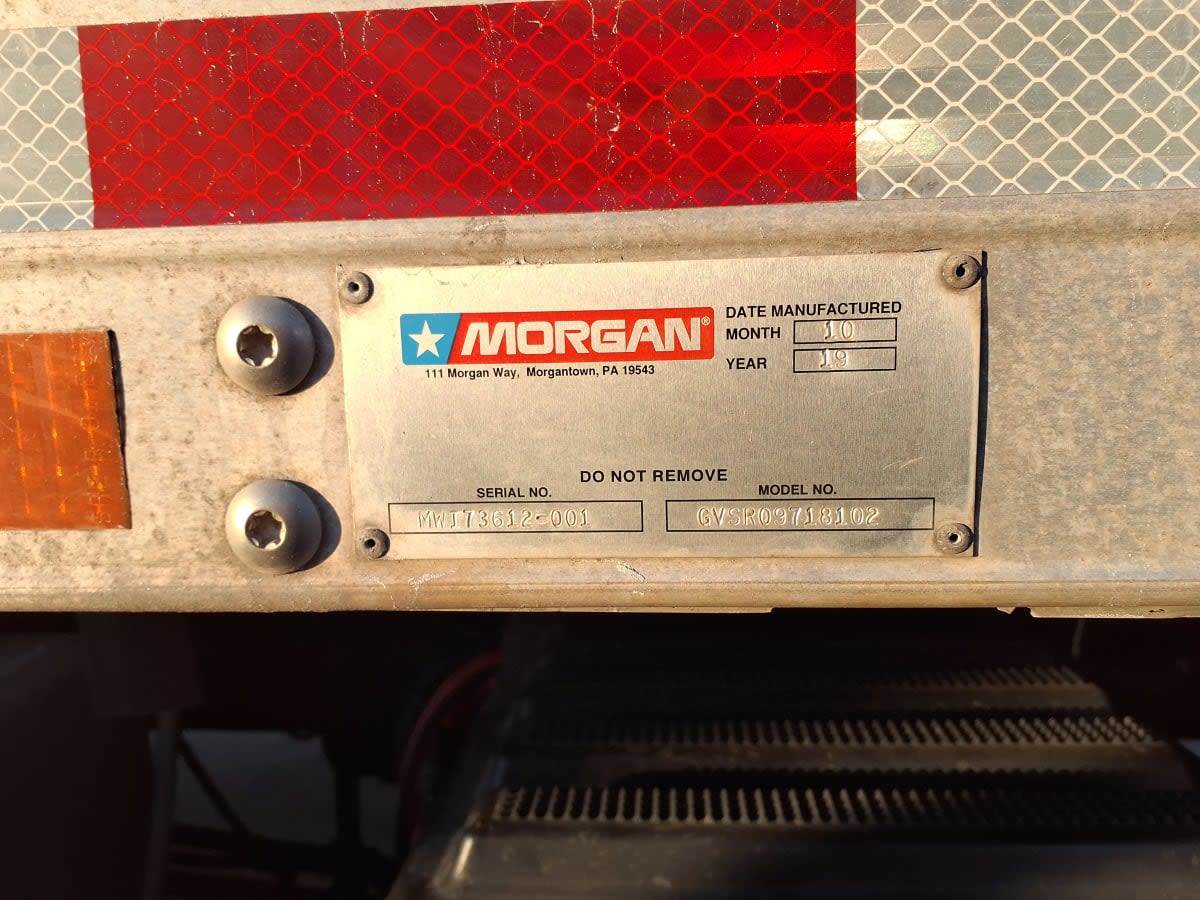 MORGAN®
111 Morgan Way, Morgantown, PA 19543
DATE MANUFACTURED
MONTH 10
YEAR 19
DO NOT REMOVE
SERIAL NO.
MWI73612-001
MODEL NO.
GVSR09718102